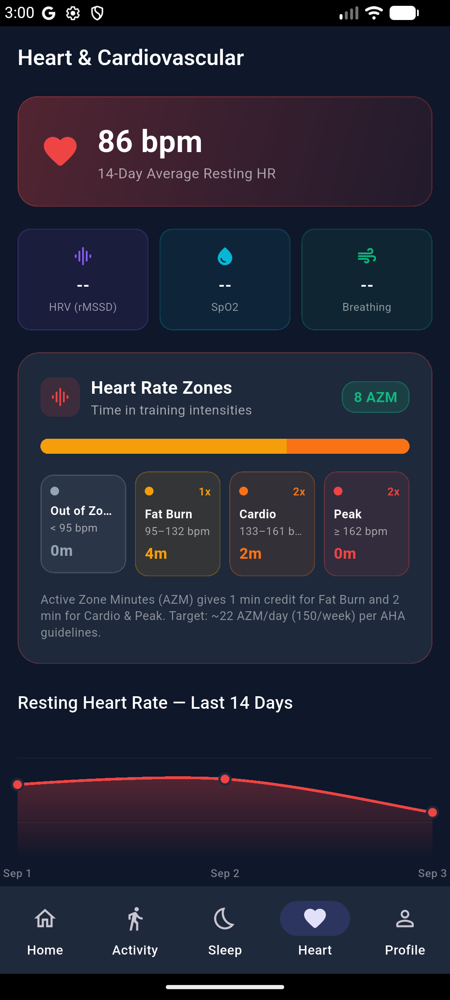 3:00
Heart & Cardiovascular
86 bpm
14-Day Average Resting HR
--
HRV (rMSSD)
--
SpO2
--
Breathing
Heart Rate Zones
Time in training intensities
8 AZM
Out of Zo...
< 95 bpm
0m
1x
Fat Burn
95–132 bpm
4m
2x
Cardio
133–161 b...
2m
2x
Peak
≥ 162 bpm
0m
Active Zone Minutes (AZM) gives 1 min credit for Fat Burn and 2
min for Cardio & Peak. Target: ~22 AZM/day (150/week) per AHA
guidelines.
Resting Heart Rate — Last 14 Days
Sep 1
Sep 2
Sep 3
Home
Activity
Sleep
Heart
Profile